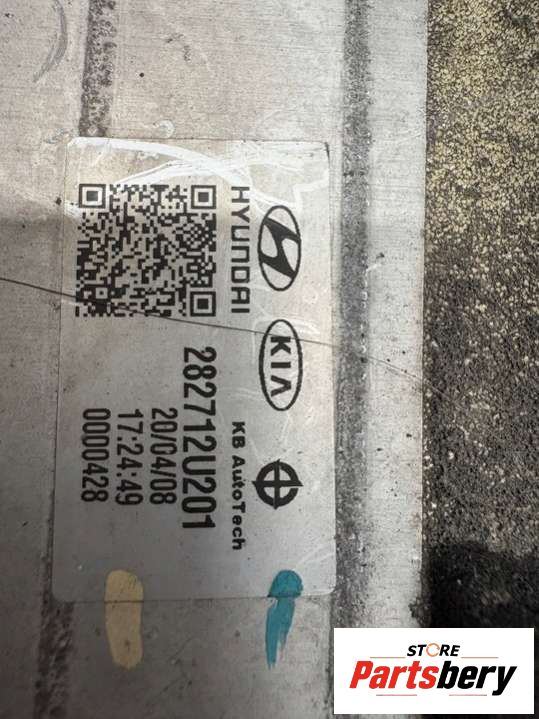 HYUNDAI
KIA
282712U201
KB AutoTech
20/04/08
17:24:49
0000428
STORE
Partsbery